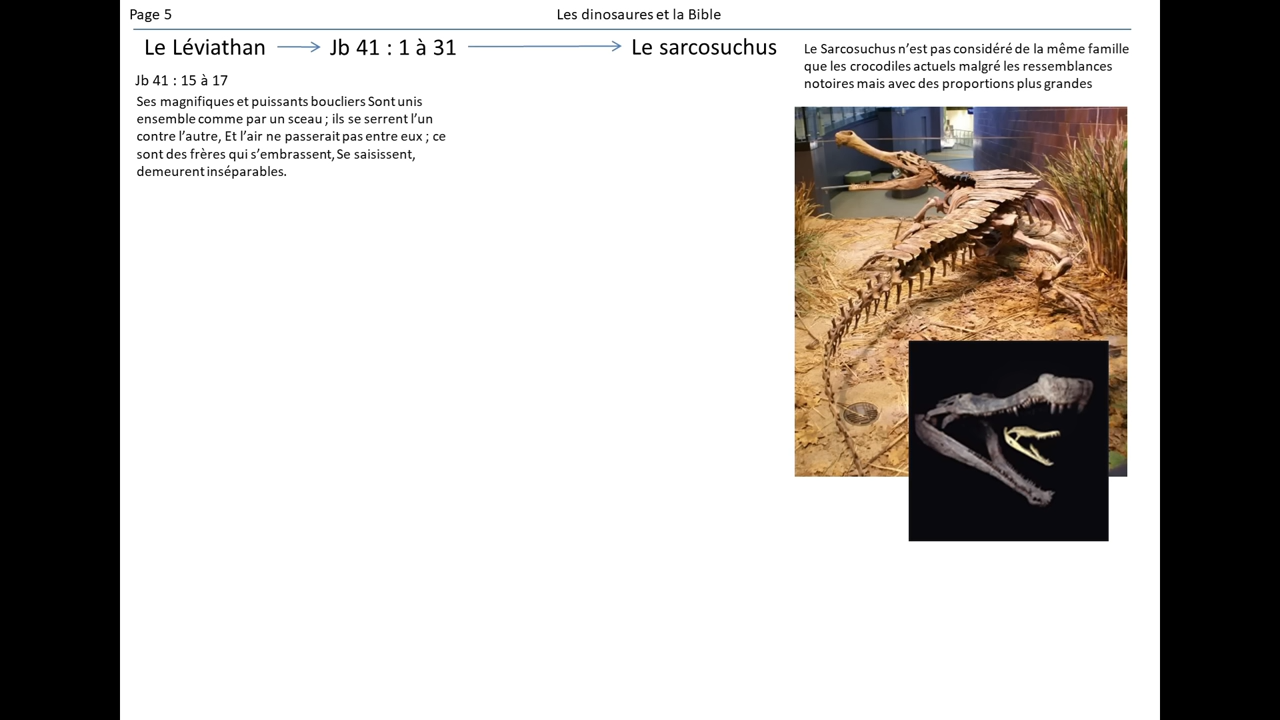 Page 5
Les dinosaures et la Bible
Le Léviathan
Jb 41 : 1 à 31
Le sarcosuchus
Jb 41 : 15 à 17
Ses magnifiques et puissants boucliers Sont unis
ensemble comme par un sceau ; ils se serrent l’un
contre l’autre, Et l’air ne passerait pas entre eux ; ce
sont des frères qui s’embrassent, Se saisissent,
demeurent inséparables.
Le Sarcosuchus n’est pas considéré de la même famille
que les crocodiles actuels malgré les ressemblances
notoires mais avec des proportions plus grandes